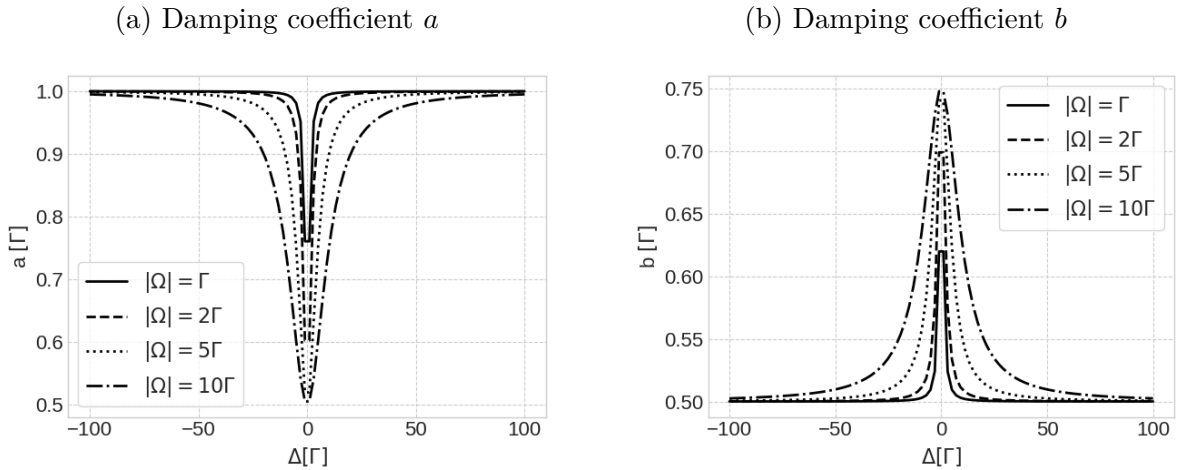 (a) Damping coefficient a
1.0
0.9
0.8
0.7
0.6
0.5
a [Γ]
|Ω| = Γ
|Ω| = 2Γ
|Ω| = 5Γ
|Ω| = 10Γ
−100 −50 0 50 100
Δ[Γ]
(b) Damping coefficient b
0.75
0.70
0.65
0.60
0.55
0.50
b [Γ]
|Ω| = Γ
|Ω| = 2Γ
|Ω| = 5Γ
|Ω| = 10Γ
−100 −50 0 50 100
Δ[Γ]